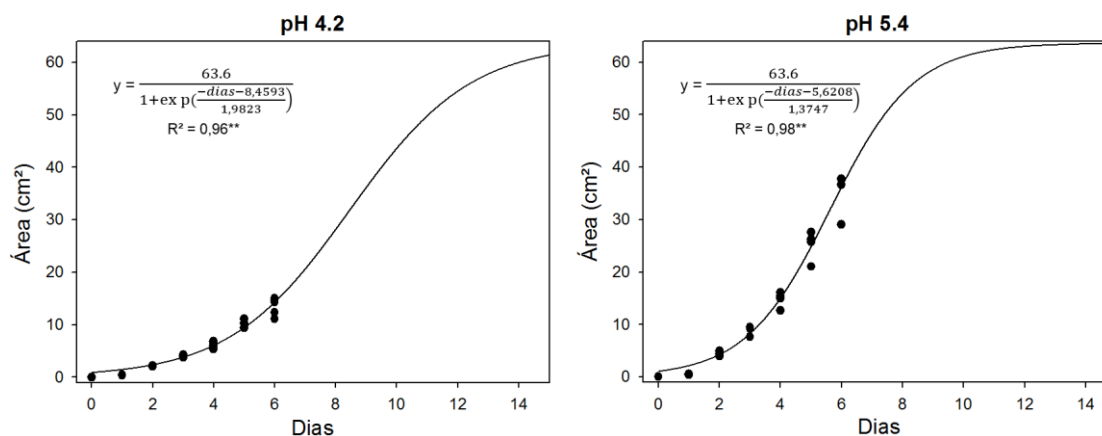 pH 4.2
60
50
40
30
20
10
0
Área (cm²)
y = 63.6
1+ex p(−dias−8,4593
1,9823)
R² = 0,96**
0 2 4 6 8 10 12 14
Dias
pH 5.4
60
50
40
30
20
10
0
Área (cm²)
y = 63.6
1+ex p(−dias−5,6208
1,3747)
R² = 0,98**
0 2 4 6 8 10 12 14
Dias